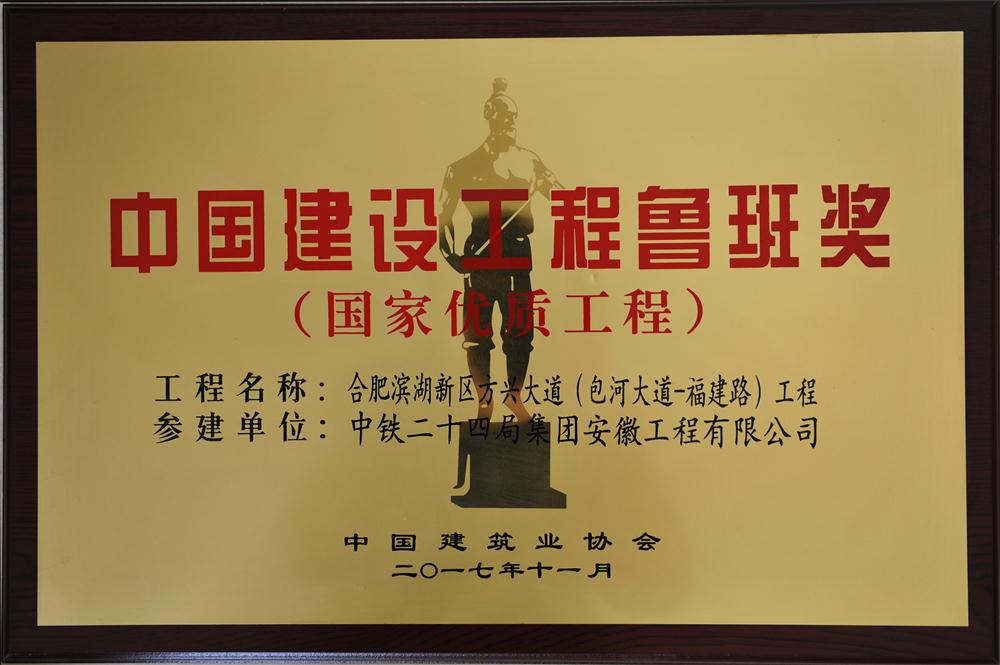 中国建设工程鲁班奖
（国家优质工程）
工程名称：合肥滨湖新区方兴大道（包河大道-福建路）工程
参建单位：中铁二十四局集团安徽工程有限公司
中国建筑业协会
二〇一七年十一月